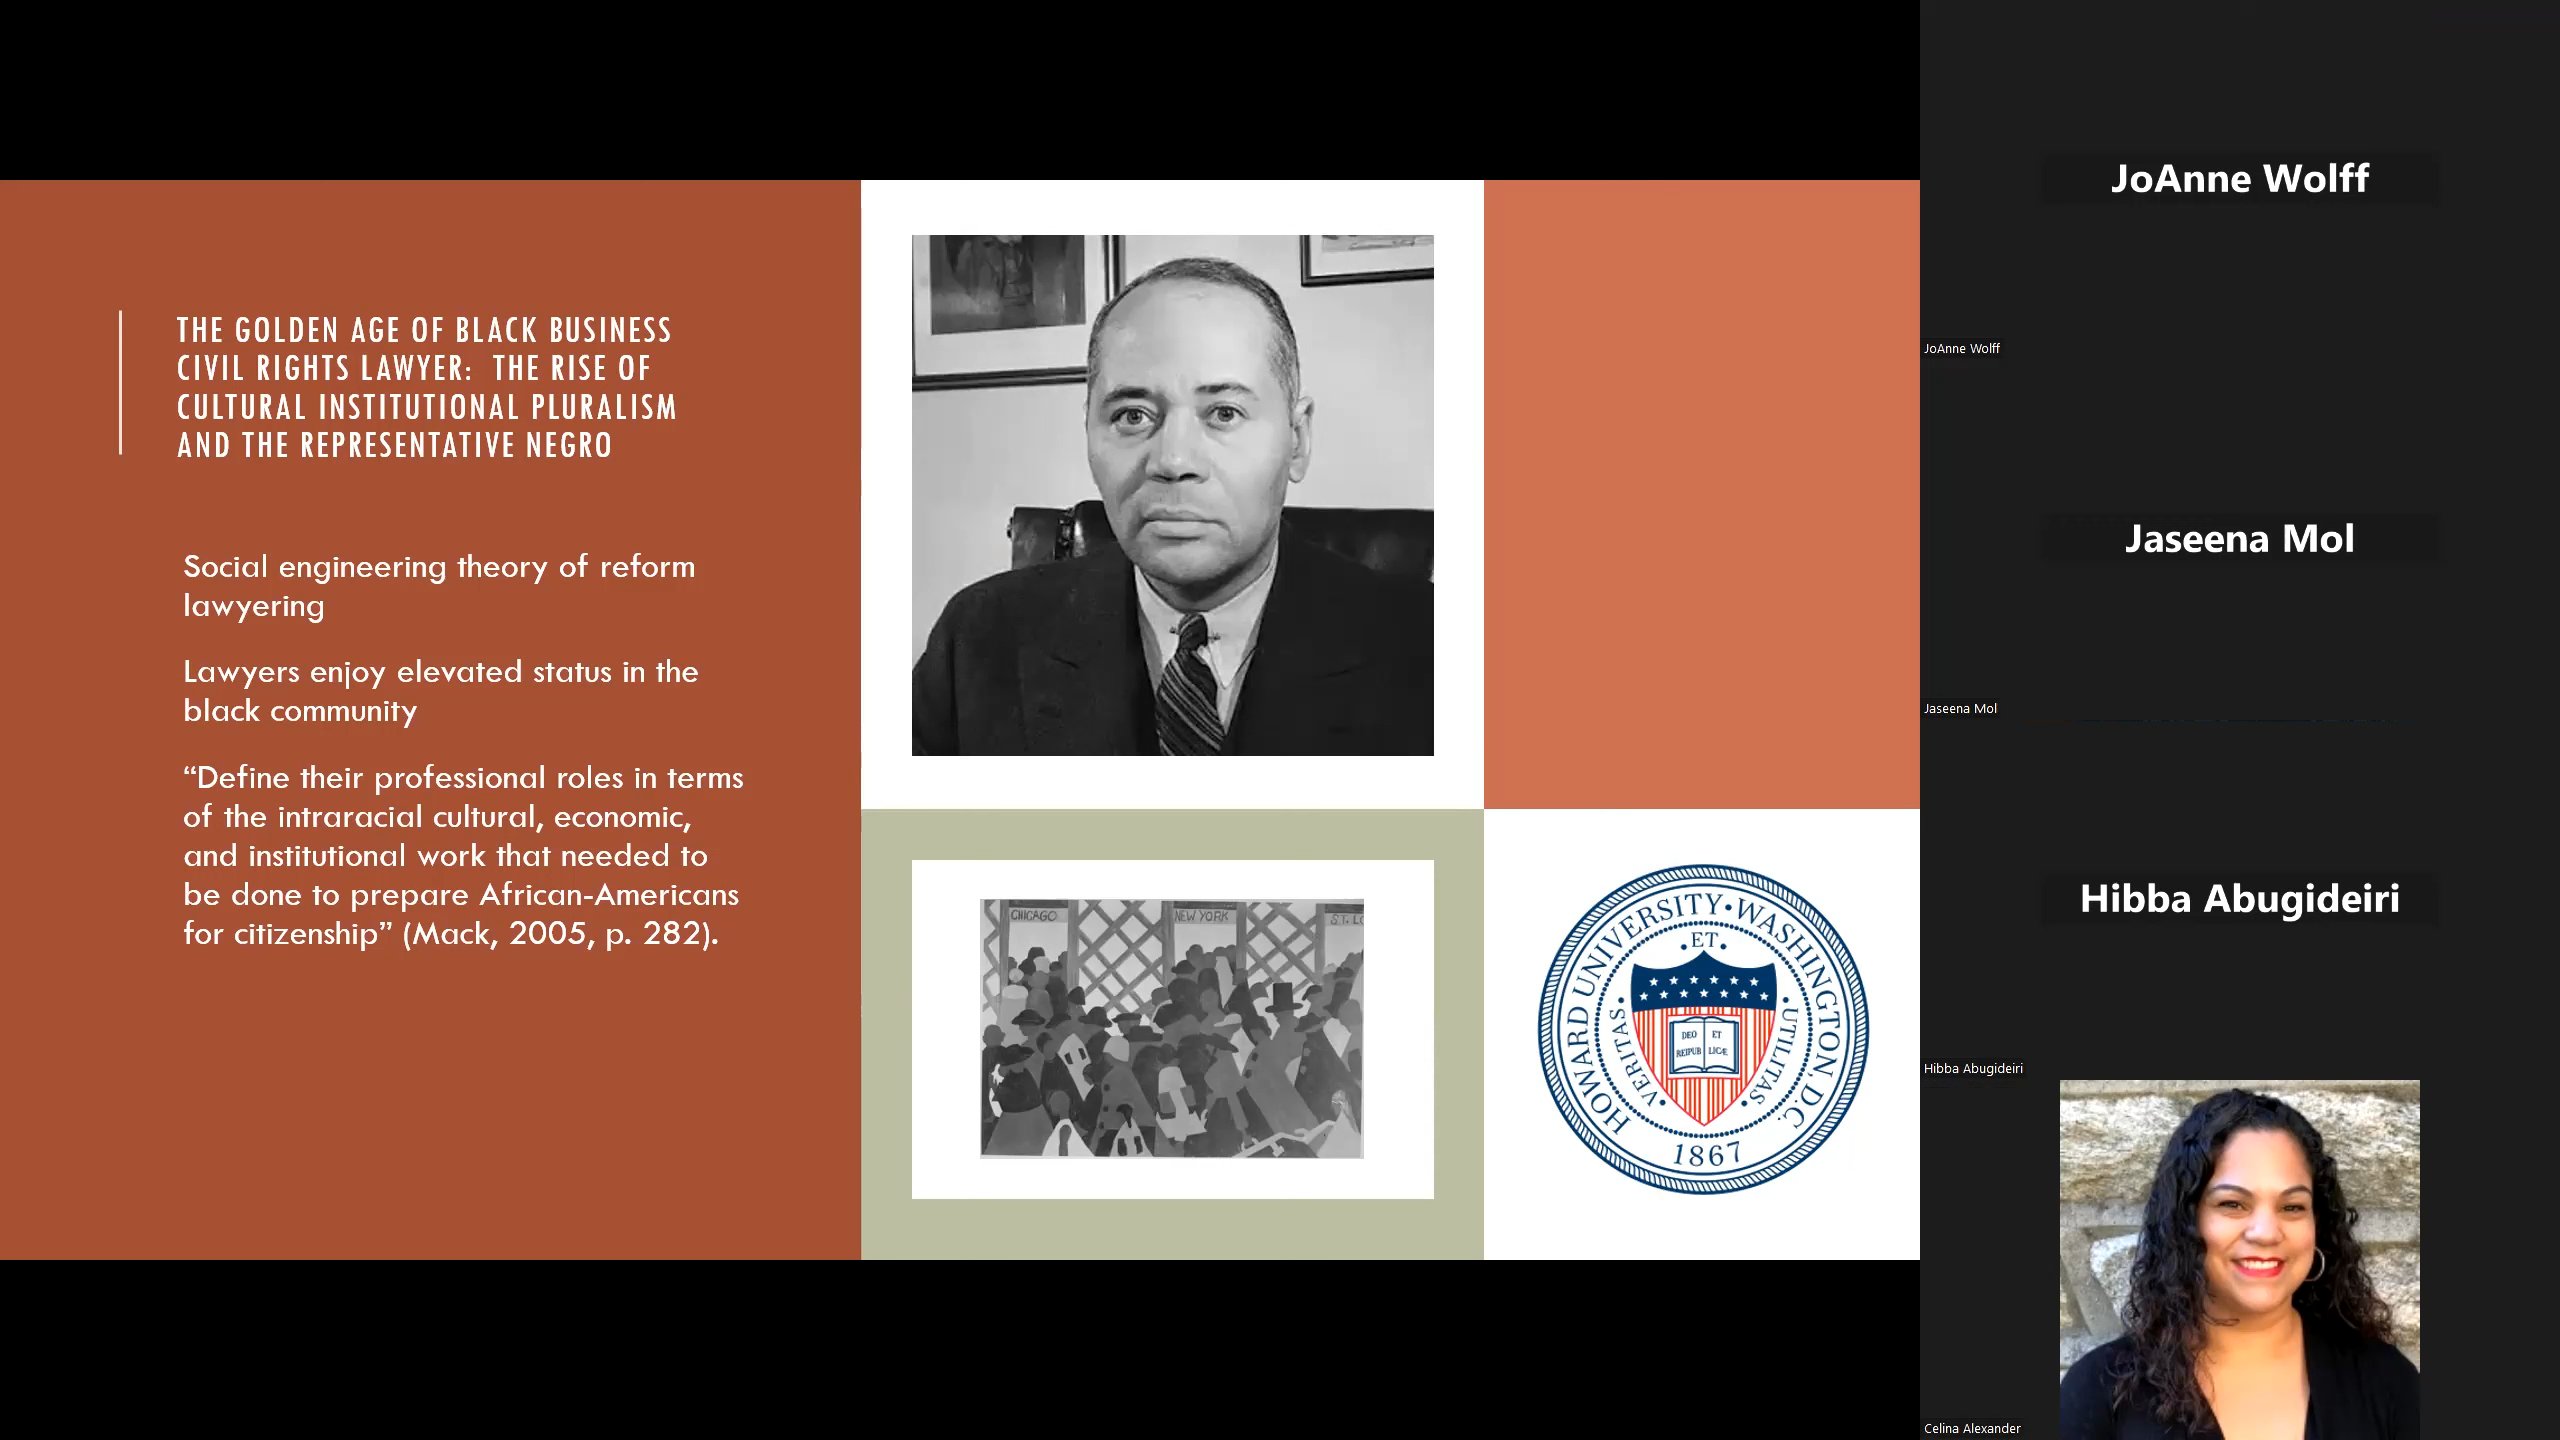 THE GOLDEN AGE OF BLACK BUSINESS
CIVIL RIGHTS LAWYER:  THE RISE OF
CULTURAL INSTITUTIONAL PLURALISM
AND THE REPRESENTATIVE NEGRO
Social engineering theory of reform
lawyering
Lawyers enjoy elevated status in the
black community
“Define their professional roles in terms
of the intraracial cultural, economic,
and institutional work that needed to
be done to prepare African-Americans
for citizenship” (Mack, 2005, p. 282).
CHICAGO
NEW YORK
ST. LO
HOWARD UNIVERSITY • WASHINGTON, D.C.
• ET •
VERITAS •
• UTILITAS •
DEO ET
REIPUB LICÆ
1867
JoAnne Wolff
JoAnne Wolff
Jaseena Mol
Jaseena Mol
Hibba Abugideiri
Hibba Abugideiri
Celina Alexander